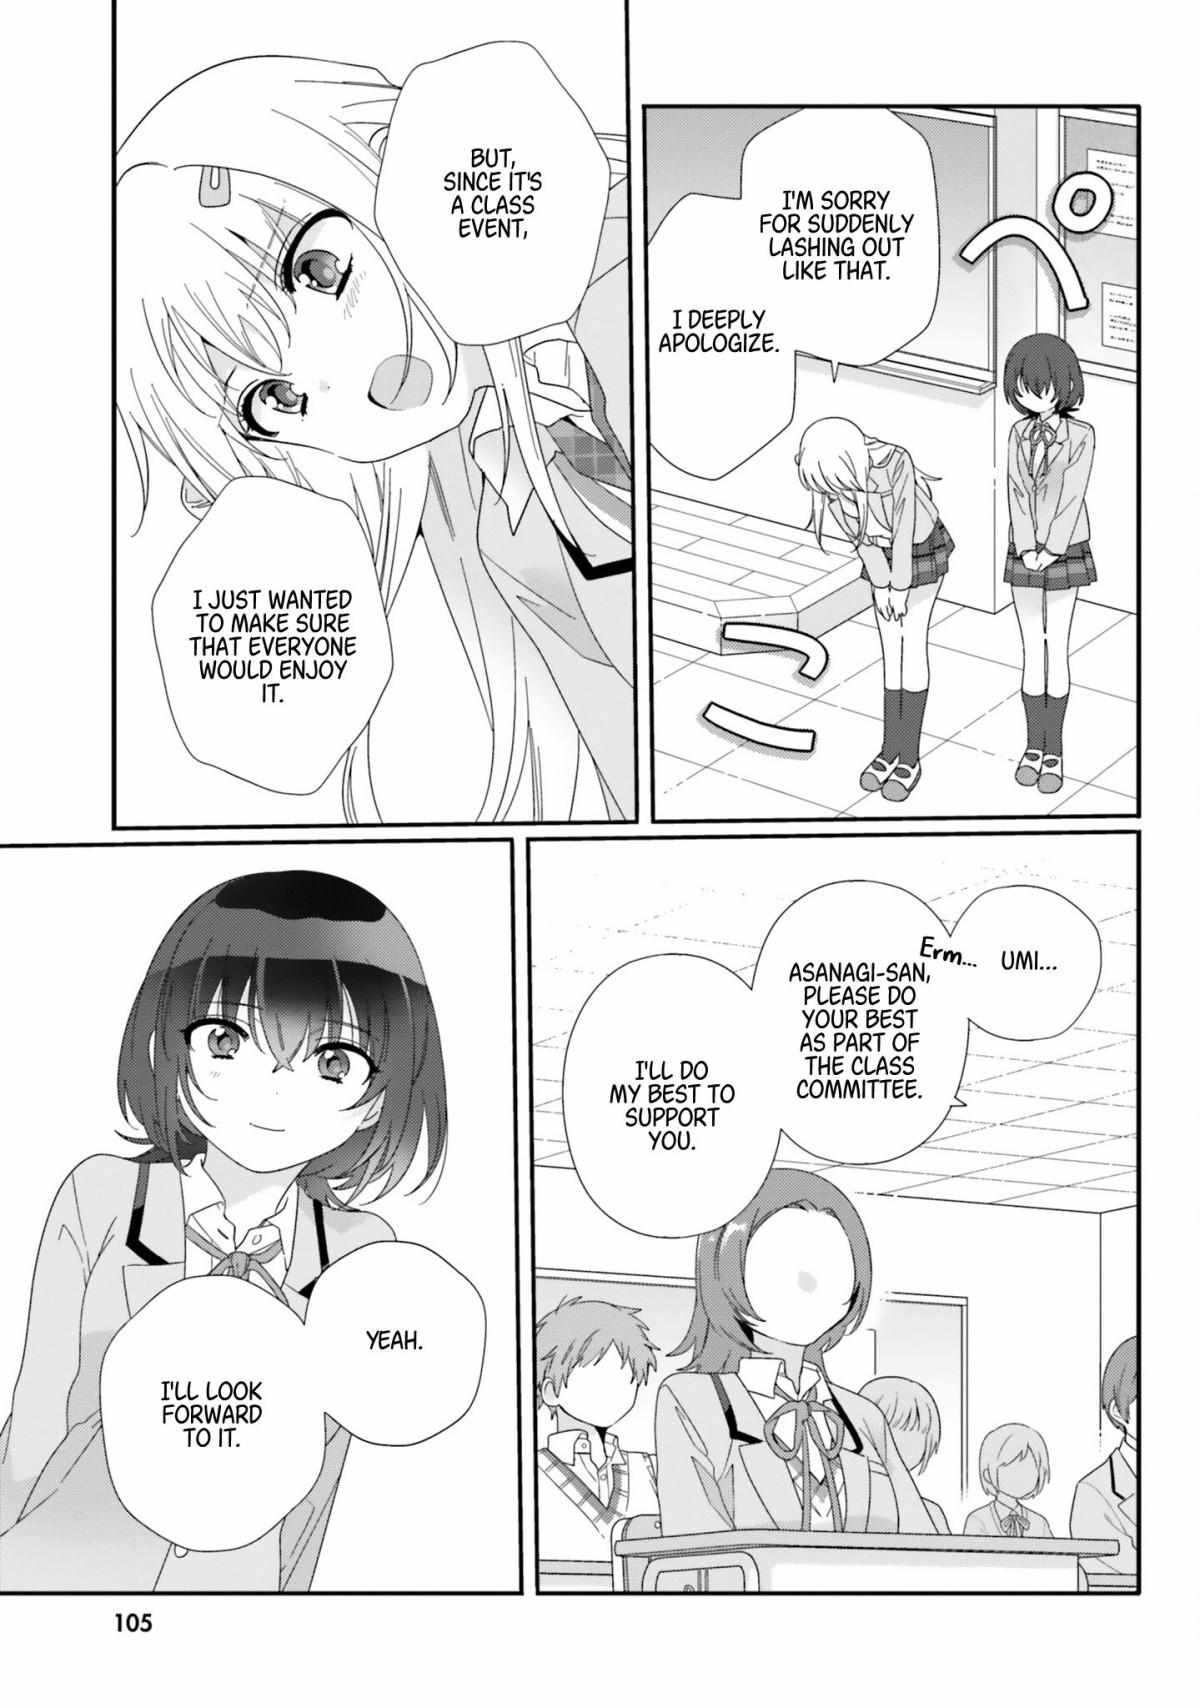 I'M SORRY
FOR SUDDENLY
LASHING OUT
LIKE THAT.
I DEEPLY
APOLOGIZE.
ペ
こ
BUT,
SINCE IT'S
A CLASS
EVENT,
I JUST WANTED
TO MAKE SURE
THAT EVERYONE
WOULD ENJOY
IT.
UMI...
Erm...
ASANAGI-SAN,
PLEASE DO
YOUR BEST
AS PART OF
THE CLASS
COMMITTEE.
I'LL DO
MY BEST TO
SUPPORT
YOU.
YEAH.
I'LL LOOK
FORWARD
TO IT.
105